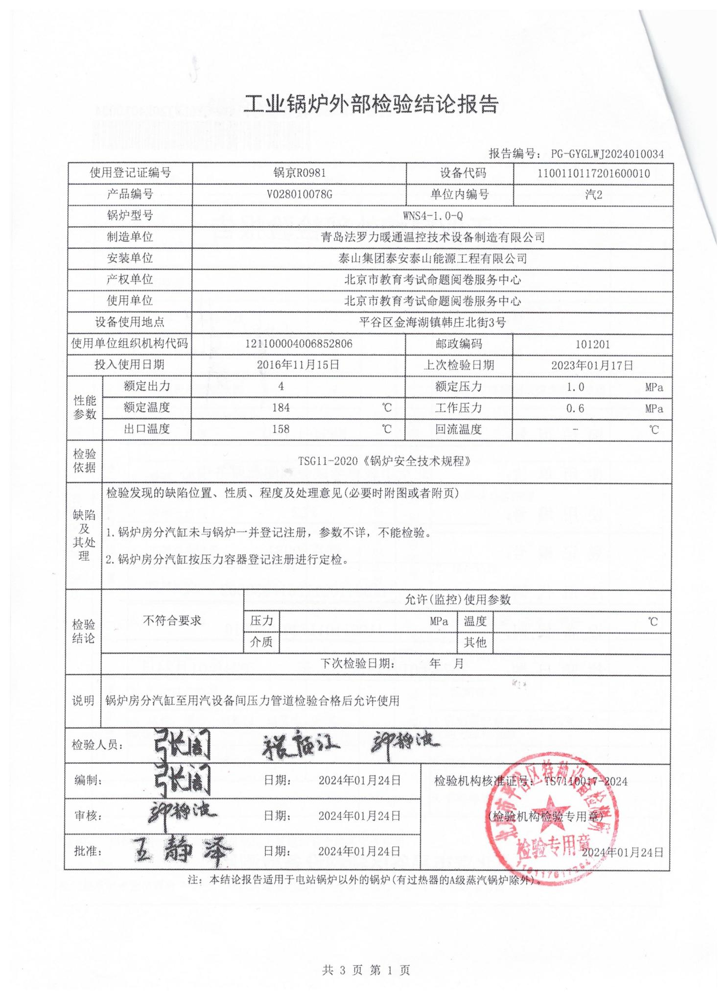 工业锅炉外部检验结论报告
报告编号： PG-GYGLWJ2024010034
使用登记证编号 锅京R0981 设备代码 11001101172016000​10
产品编号 V028010078G 单位内编号 汽2
锅炉型号 WNS4-1.0-Q
制造单位 青岛法罗力暖通温控技术设备制造有限公司
安装单位 泰山集团泰安泰山能源工程有限公司
产权单位 北京市教育考试命题阅卷服务中心
使用单位 北京市教育考试命题阅卷服务中心
设备使用地点 平谷区金海湖镇韩庄北街3号
使用单位组织机构代码 121100004006852806 邮政编码 101201
投入使用日期 2016年11月15日 上次检验日期 2023年01月17日
性能参数 额定出力 4 额定压力 1.0 MPa
额定温度 184 ℃ 工作压力 0.6 MPa
出口温度 158 ℃ 回流温度 - ℃
检验依据 TSG11-2020《锅炉安全技术规程》
缺陷及其处理 检验发现的缺陷位置、性质、程度及处理意见(必要时附图或者附页)
1.锅炉房分汽缸未与锅炉一并登记注册，参数不详，不能检验。
2.锅炉房分汽缸按压力容器登记注册进行定检。
检验结论 不符合要求 允许(监控)使用参数
压力 MPa 温度 ℃
介质 其他
下次检验日期： 年 月
说明 锅炉房分汽缸至用汽设备间压力管道检验合格后允许使用
检验人员： 张阔 郭静波
编制： 张阔 日期： 2024年01月24日 检验机构核准证号： TS7110017-2024
审核： 郭静波 日期： 2024年01月24日 (检验机构检验专用章)
批准： 王静泽 日期： 2024年01月24日 2024年01月24日
北京市平谷区特种设备检测所
检验专用章
注：本结论报告适用于电站锅炉以外的锅炉(有过热器的A级蒸汽锅炉除外)。
共 3 页 第 1 页